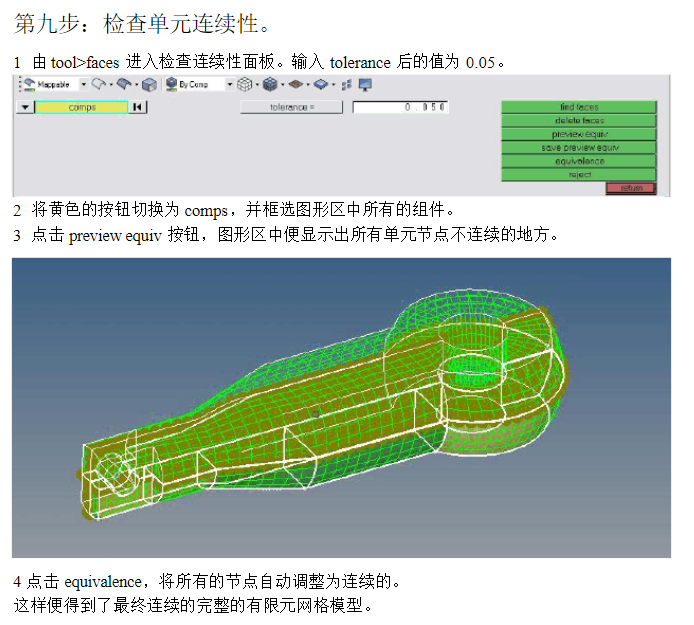 第九步：检查单元连续性。
1 由 tool>faces 进入检查连续性面板。输入 tolerance 后的值为 0.05。
Mappable By Comp
comps tolerance = 0.050 find faces
delete faces
preview equiv
save preview equiv
equivalence
reject
return
2 将黄色的按钮切换为 comps，并框选图形区中所有的组件。
3 点击 preview equiv 按钮，图形区中便显示出所有单元节点不连续的地方。
4 点击 equivalence，将所有的节点自动调整为连续的。
这样便得到了最终连续的完整的有限元网格模型。